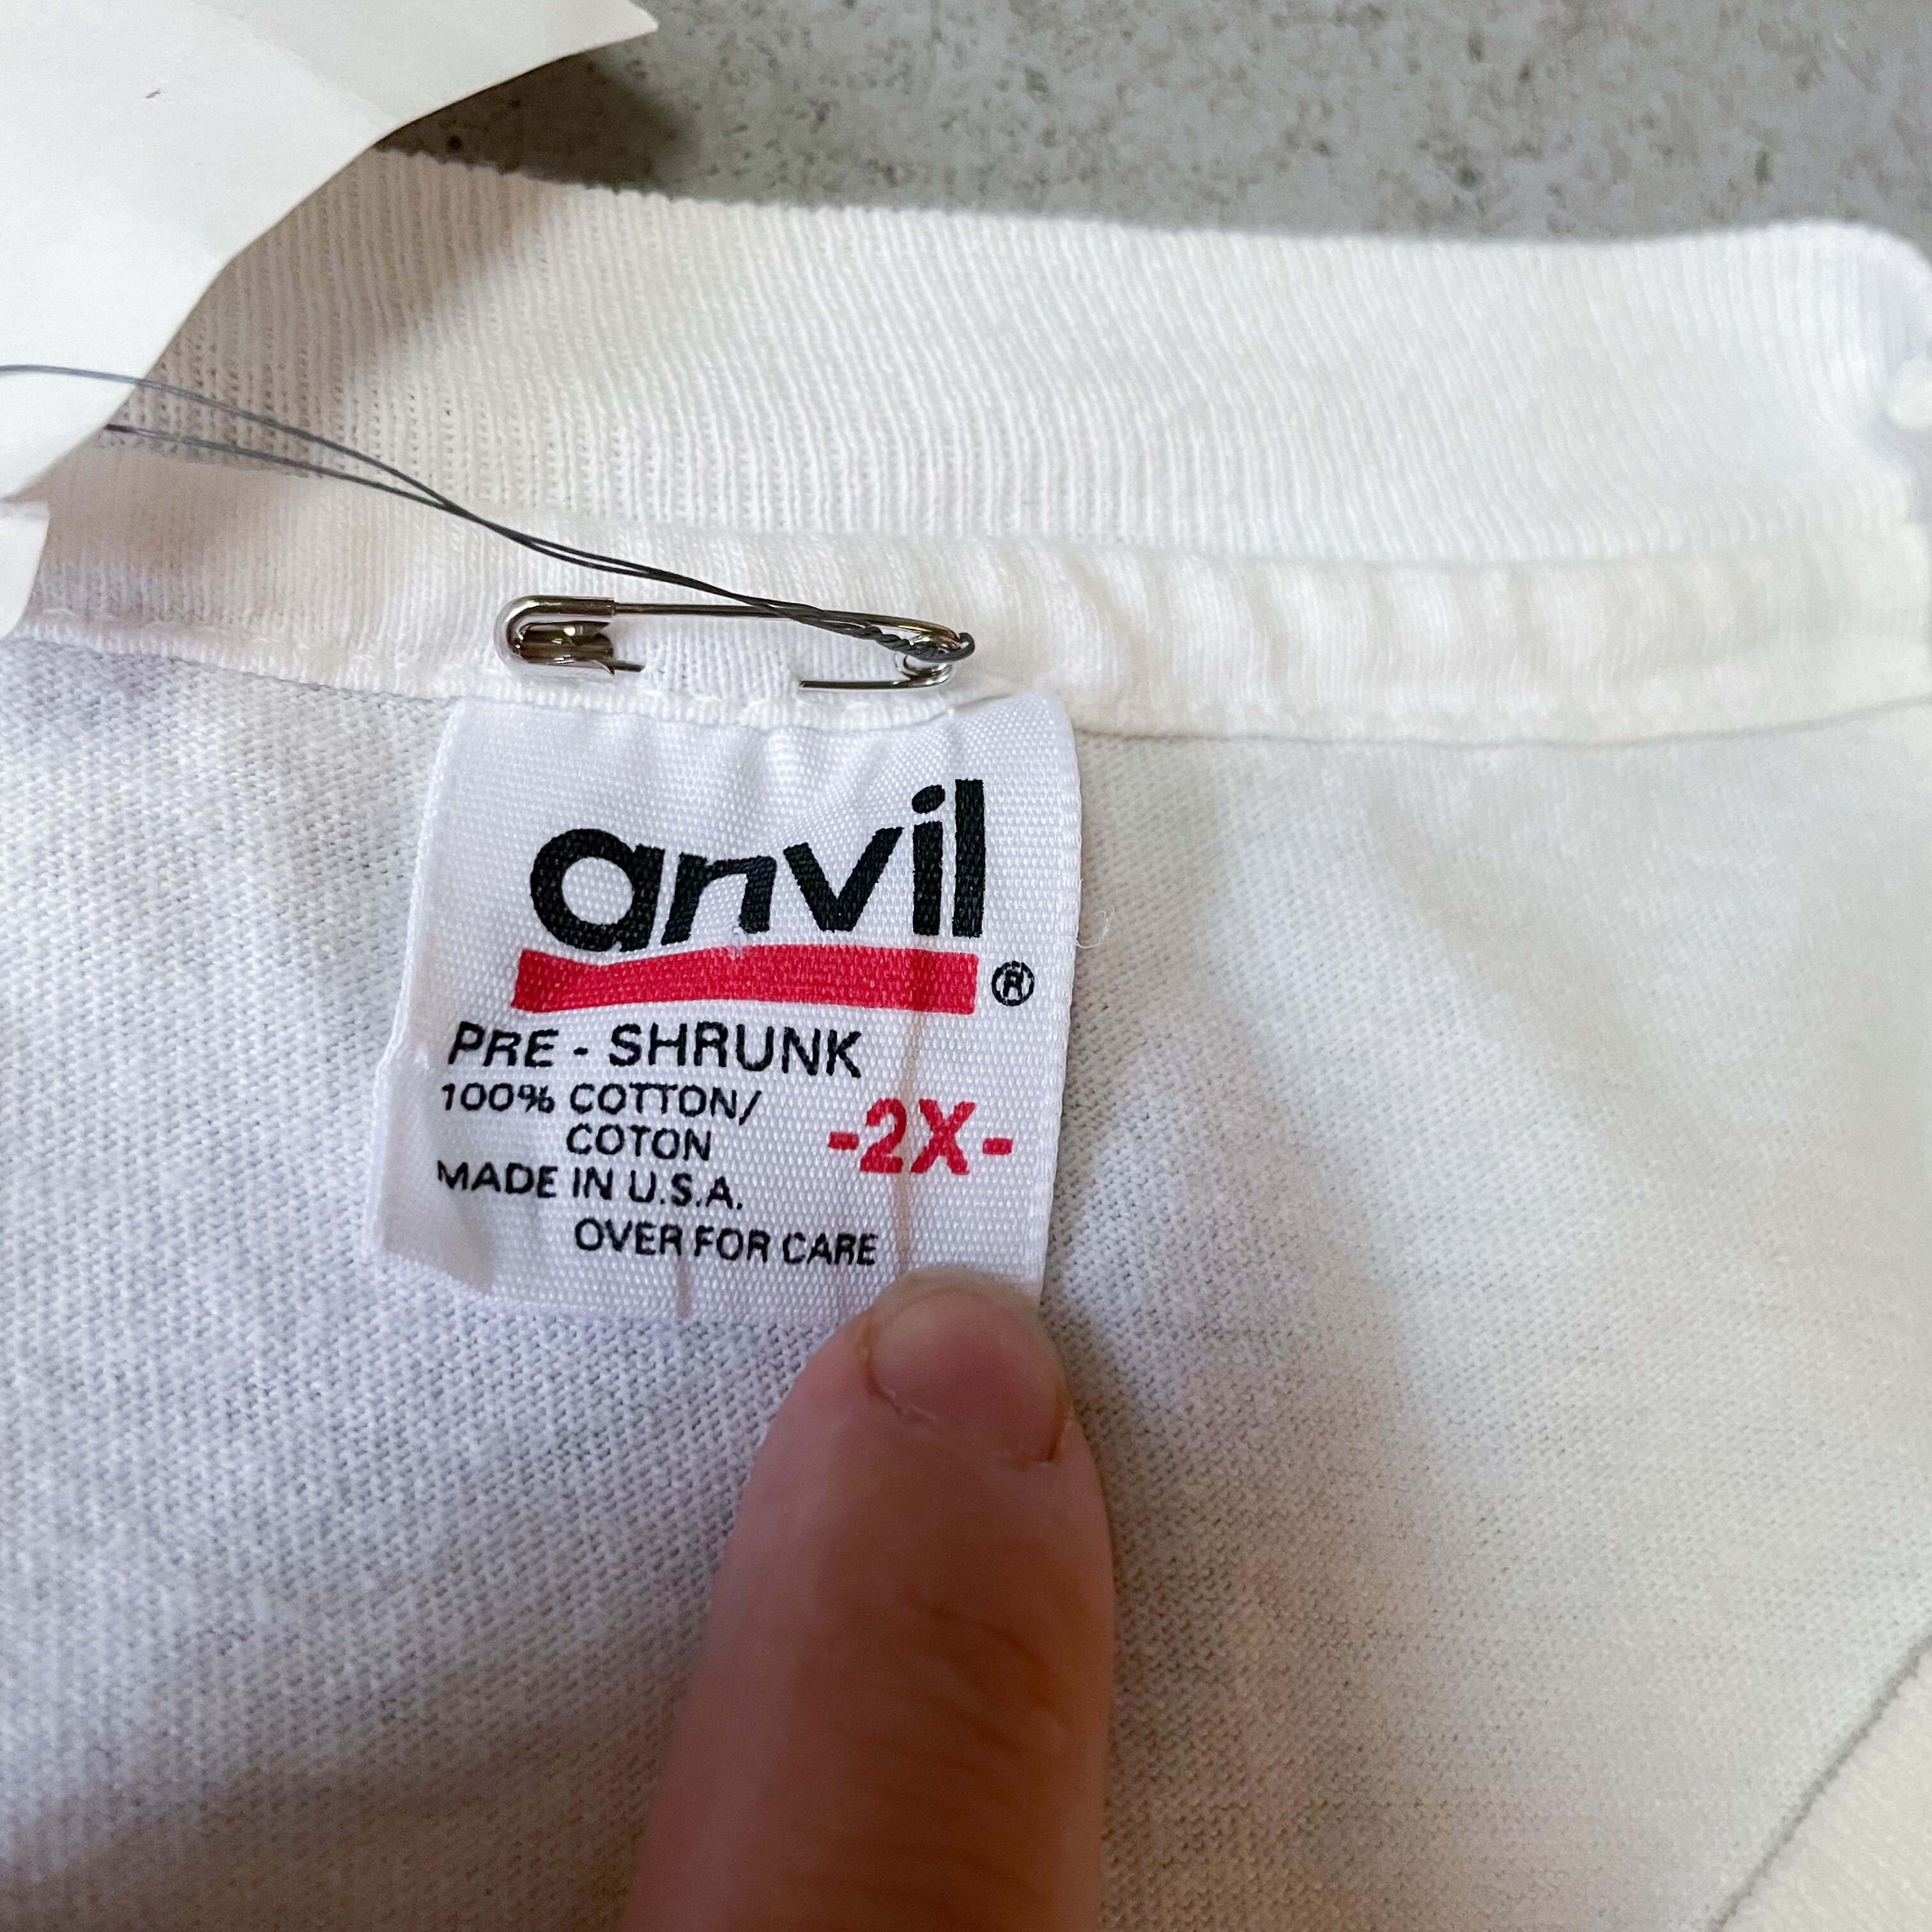 anvil
®
PRE - SHRUNK
100% COTTON/
COTON
-2X-
MADE IN U.S.A.
OVER FOR CARE